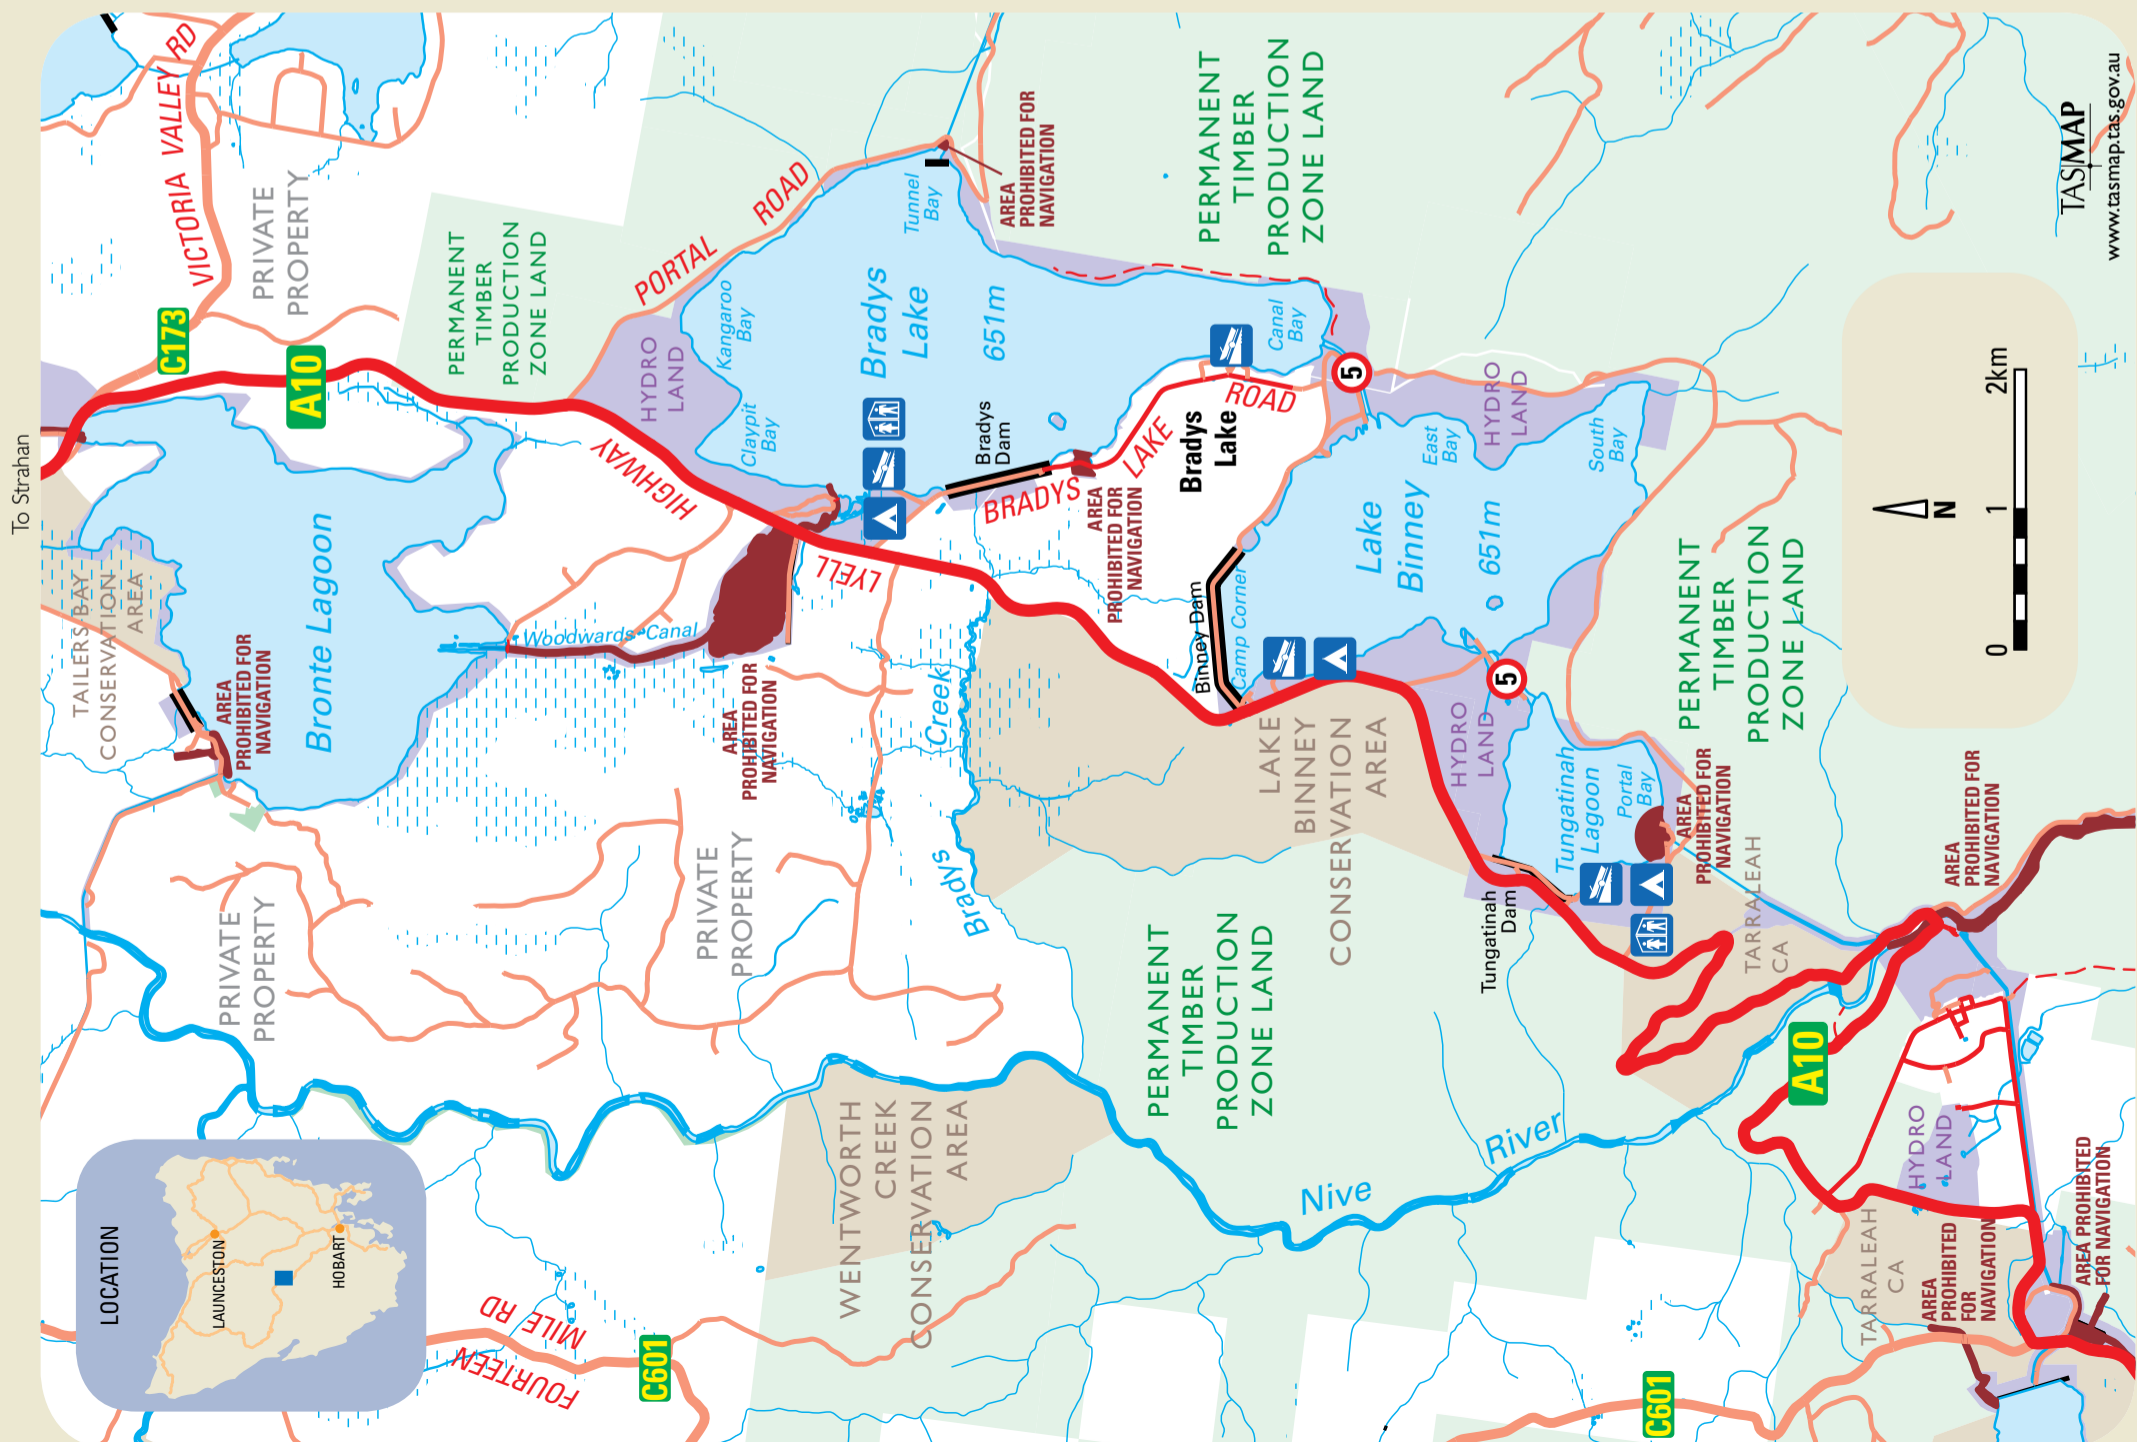 To Strahan
VICTORIA VALLEY RD
C173
A10
PRIVATE
PROPERTY
PERMANENT
TIMBER
PRODUCTION
ZONE LAND
PORTAL ROAD
HYDRO
LAND
Kangaroo
Bay
Claypit
Bay
Tunnel
Bay
AREA
PROHIBITED FOR
NAVIGATION
Bradys
Lake
651m
Canal
Bay
PERMANENT
TIMBER
PRODUCTION
ZONE LAND
TASMAP
www.tasmap.tas.gov.au
TAILERS BAY
CONSERVATION
AREA
AREA
PROHIBITED FOR
NAVIGATION
Bronte Lagoon
Woodwards Canal
LYELL HIGHWAY
AREA
PROHIBITED FOR
NAVIGATION
Bradys
Dam
BRADYS LAKE ROAD
AREA
PROHIBITED FOR
NAVIGATION
Bradys
Lake
5
HYDRO
LAND
East
Bay
South
Bay
Lake
Binney
651m
Binney Dam
Camp Corner
5
PERMANENT
TIMBER
PRODUCTION
ZONE LAND
N
0 1 2km
PRIVATE
PROPERTY
PRIVATE
PROPERTY
Bradys Creek
LAKE
BINNEY
CONSERVATION
AREA
HYDRO
LAND
Tungatinah
Lagoon
Portal
Bay
AREA
PROHIBITED FOR
NAVIGATION
Tungatinah
Dam
TARRALEAH
CA
AREA
PROHIBITED FOR
NAVIGATION
PERMANENT
TIMBER
PRODUCTION
ZONE LAND
WENTWORTH
CREEK
CONSERVATION
AREA
Nive River
A10
HYDRO
LAND
TARRALEAH
CA
AREA
PROHIBITED
FOR
NAVIGATION
AREA PROHIBITED
FOR NAVIGATION
LOCATION
LAUNCESTON
HOBART
FOURTEEN
MILE RD
C601
C601